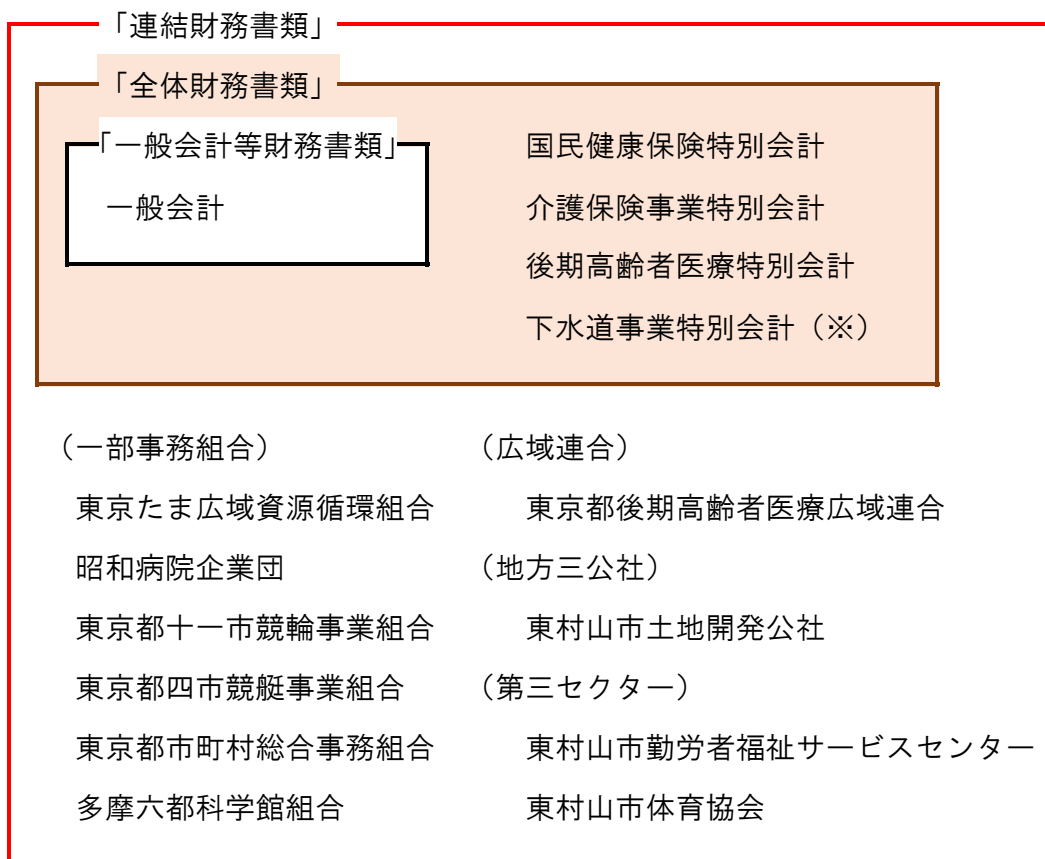 「連結財務書類」
「全体財務書類」
「一般会計等財務書類」
一般会計
国民健康保険特別会計
介護保険事業特別会計
後期高齢者医療特別会計
下水道事業特別会計（※）
（一部事務組合）
東京たま広域資源循環組合
昭和病院企業団
東京都十一市競輪事業組合
東京都四市競艇事業組合
東京都市町村総合事務組合
多摩六都科学館組合
（広域連合）
東京都後期高齢者医療広域連合
（地方三公社）
東村山市土地開発公社
（第三セクター）
東村山市勤労者福祉サービスセンター
東村山市体育協会